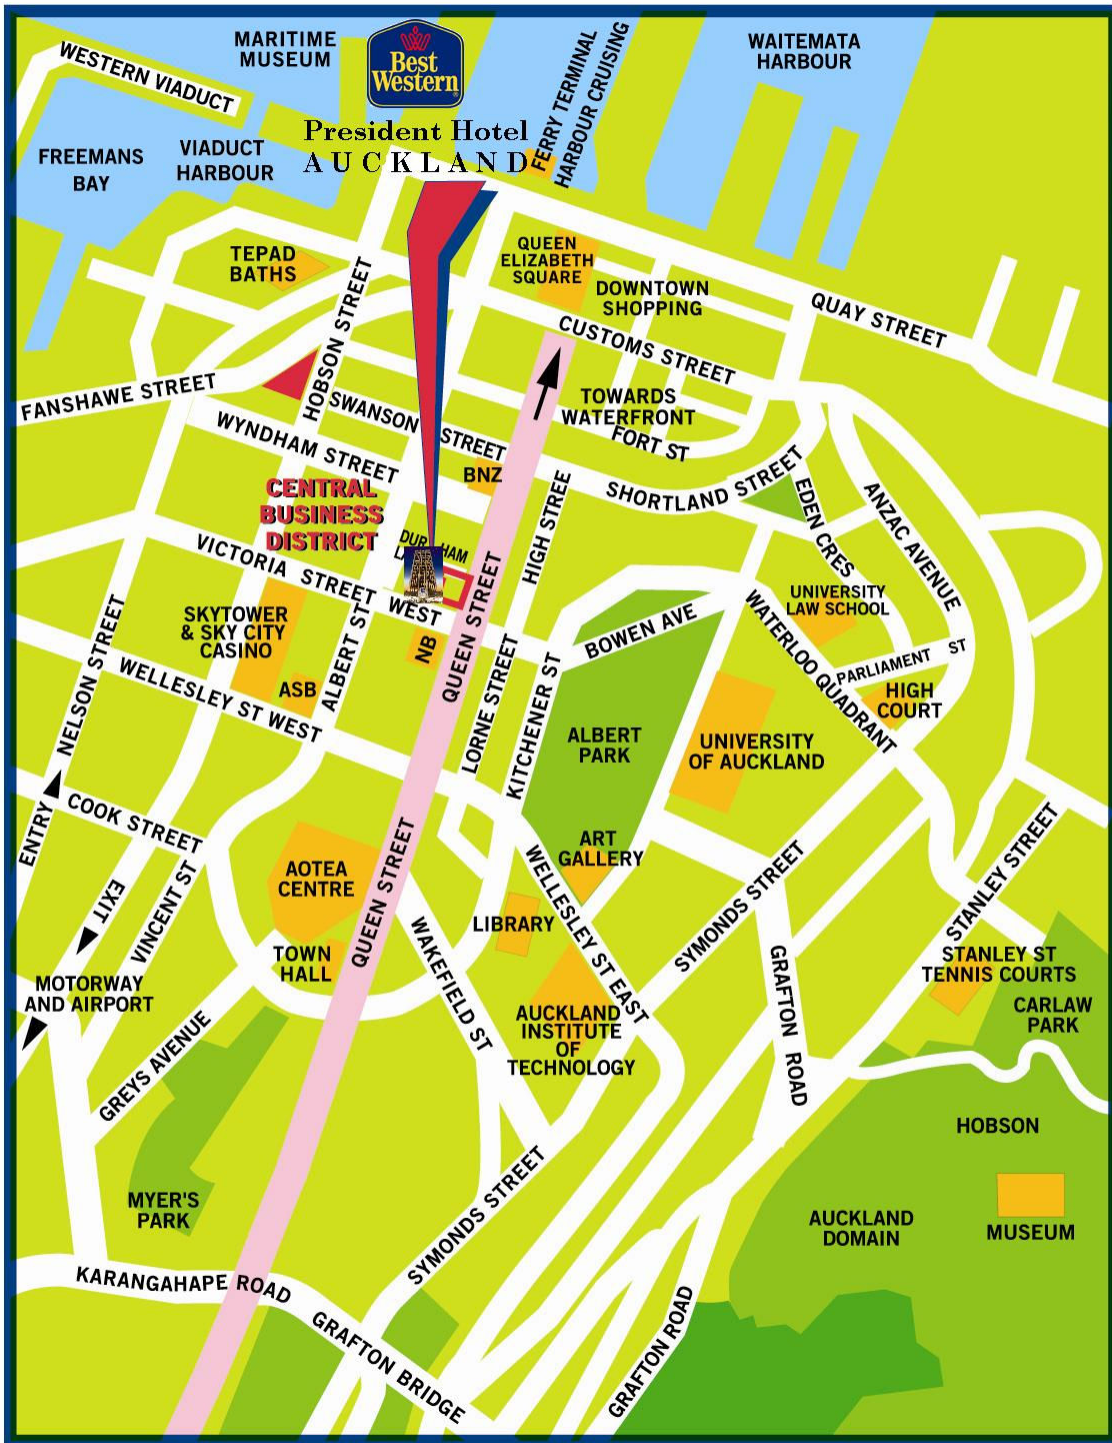 WESTERN VIADUCT
MARITIME
MUSEUM
Best
Western
President Hotel
AUCKLAND
FERRY TERMINAL
HARBOUR CRUISING
WAITEMATA
HARBOUR
FREEMANS
BAY
VIADUCT
HARBOUR
TEPAD
BATHS
QUEEN
ELIZABETH
SQUARE
DOWNTOWN
SHOPPING
QUAY STREET
CUSTOMS STREET
HOBSON STREET
FANSHAWE STREET
SWANSON STREET
WYNDHAM STREET
TOWARDS
WATERFRONT
FORT ST
BNZ
SHORTLAND STREET
HIGH STREE
EDEN CRES
ANZAC AVENUE
CENTRAL
BUSINESS
DISTRICT
DUR HAM
VICTORIA STREET WEST
SKYTOWER
& SKY CITY
CASINO
ALBERT ST
ASB
NB
QUEEN STREET
LORNE STREET
KITCHENER ST
BOWEN AVE
UNIVERSITY
LAW SCHOOL
WATERLOO QUADRANT
PARLIAMENT ST
HIGH
COURT
NELSON STREET
WELLESLEY ST WEST
ALBERT
PARK
UNIVERSITY
OF AUCKLAND
ENTRY
COOK STREET
EXIT
VINCENT ST
AOTEA
CENTRE
QUEEN STREET
ART
GALLERY
WELLESLEY ST EAST
LIBRARY
SYMONDS STREET
STANLEY STREET
TOWN
HALL
WAKEFIELD ST
MOTORWAY
AND AIRPORT
GREYS AVENUE
AUCKLAND
INSTITUTE
OF
TECHNOLOGY
GRAFTON ROAD
STANLEY ST
TENNIS COURTS
CARLAW
PARK
HOBSON
MYER'S
PARK
SYMONDS STREET
AUCKLAND
DOMAIN
MUSEUM
KARANGAHAPE ROAD
GRAFTON BRIDGE
GRAFTON ROAD